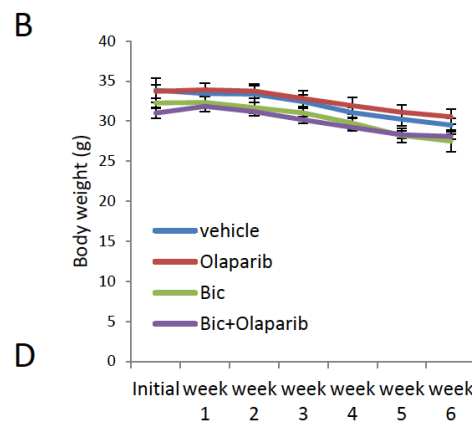 B
40
35
30
25
20
15
10
5
0
Body weight (g)
vehicle
Olaparib
Bic
Bic+Olaparib
D
Initial week week week week week week
1 2 3 4 5 6